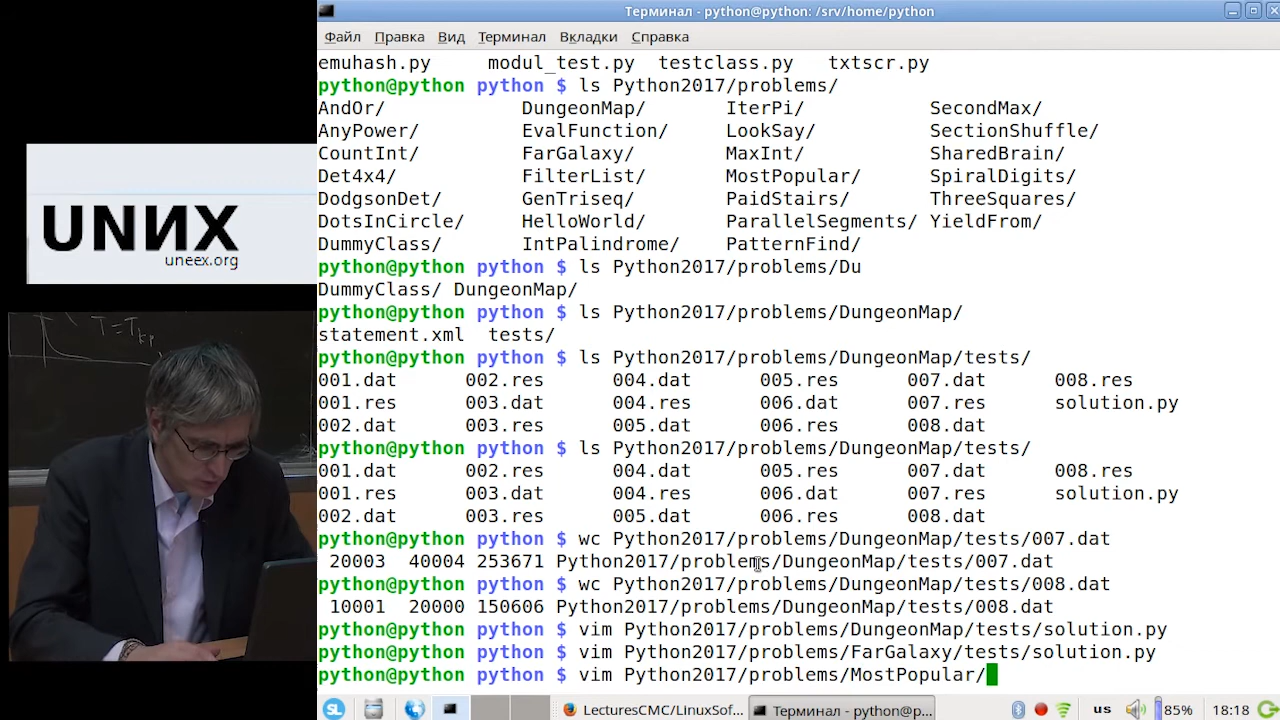 Терминал - python@python: /srv/home/python
Файл Правка Вид Терминал Вкладки Справка
emuhash.py modul_test.py testclass.py txtscr.py
python@python python $ ls Python2017/problems/
AndOr/ DungeonMap/ IterPi/ SecondMax/
AnyPower/ EvalFunction/ LookSay/ SectionShuffle/
CountInt/ FarGalaxy/ MaxInt/ SharedBrain/
Det4x4/ FilterList/ MostPopular/ SpiralDigits/
DodgsonDet/ GenTriseq/ PaidStairs/ ThreeSquares/
DotsInCircle/ HelloWorld/ ParallelSegments/ YieldFrom/
DummyClass/ IntPalindrome/ PatternFind/
python@python python $ ls Python2017/problems/Du
DummyClass/ DungeonMap/
python@python python $ ls Python2017/problems/DungeonMap/
statement.xml tests/
python@python python $ ls Python2017/problems/DungeonMap/tests/
001.dat 002.res 004.dat 005.res 007.dat 008.res
001.res 003.dat 004.res 006.dat 007.res solution.py
002.dat 003.res 005.dat 006.res 008.dat
python@python python $ ls Python2017/problems/DungeonMap/tests/
001.dat 002.res 004.dat 005.res 007.dat 008.res
001.res 003.dat 004.res 006.dat 007.res solution.py
002.dat 003.res 005.dat 006.res 008.dat
python@python python $ wc Python2017/problems/DungeonMap/tests/007.dat
20003 40004 253671 Python2017/problems/DungeonMap/tests/007.dat
python@python python $ wc Python2017/problems/DungeonMap/tests/008.dat
10001 20000 150606 Python2017/problems/DungeonMap/tests/008.dat
python@python python $ vim Python2017/problems/DungeonMap/tests/solution.py
python@python python $ vim Python2017/problems/FarGalaxy/tests/solution.py
python@python python $ vim Python2017/problems/MostPopular/
LecturesCMC/LinuxSof... Терминал - python@p... us 85% 18:18
UNИX
uneex.org
T=Tкр